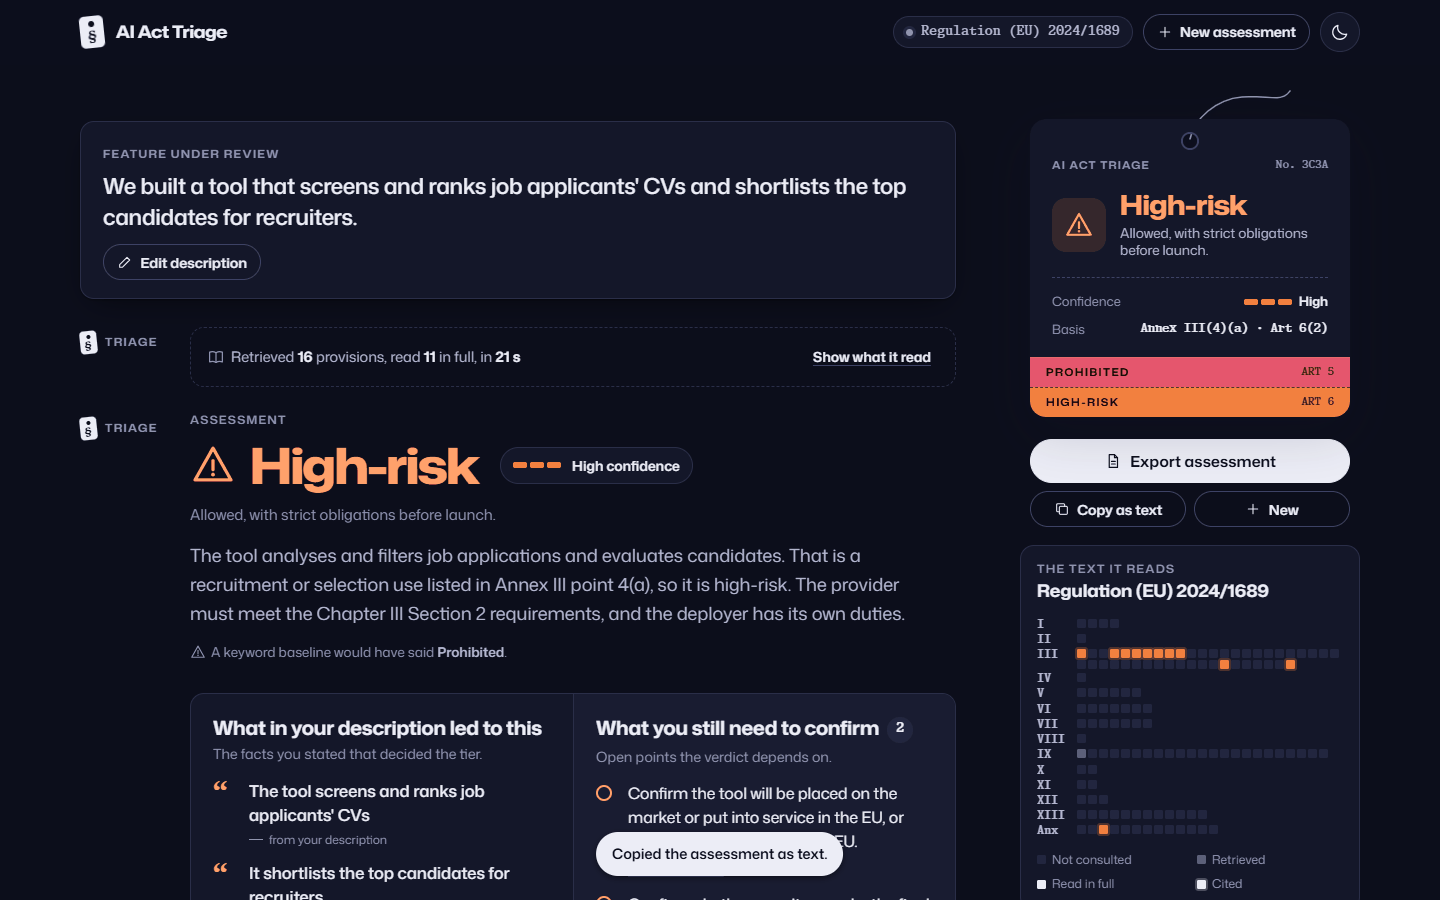 §
AI Act Triage
Regulation (EU) 2024/1689
New assessment
FEATURE UNDER REVIEW
We built a tool that screens and ranks job applicants' CVs and shortlists the top
candidates for recruiters.
Edit description
§
TRIAGE
Retrieved 16 provisions, read 11 in full, in 21 s
Show what it read
§
TRIAGE
ASSESSMENT
High-risk
High confidence
Allowed, with strict obligations before launch.
The tool analyses and filters job applications and evaluates candidates. That is a
recruitment or selection use listed in Annex III point 4(a), so it is high-risk. The provider
must meet the Chapter III Section 2 requirements, and the deployer has its own duties.
A keyword baseline would have said Prohibited.
What in your description led to this
The facts you stated that decided the tier.
“ The tool screens and ranks job
applicants' CVs
— from your description
“ It shortlists the top candidates for
recruiters
What you still need to confirm 2
Open points the verdict depends on.
Confirm the tool will be placed on the
market or put into service in the EU, or
EU.
Copied the assessment as text.
AI ACT TRIAGE
No. 3C3A
High-risk
Allowed, with strict obligations
before launch.
Confidence
High
Basis
Annex III(4)(a) · Art 6(2)
PROHIBITED
ART 5
HIGH-RISK
ART 6
Export assessment
Copy as text
New
THE TEXT IT READS
Regulation (EU) 2024/1689
I
II
III
IV
V
VI
VII
VIII
IX
X
XI
XII
XIII
Anx
Not consulted
Retrieved
Read in full
Cited